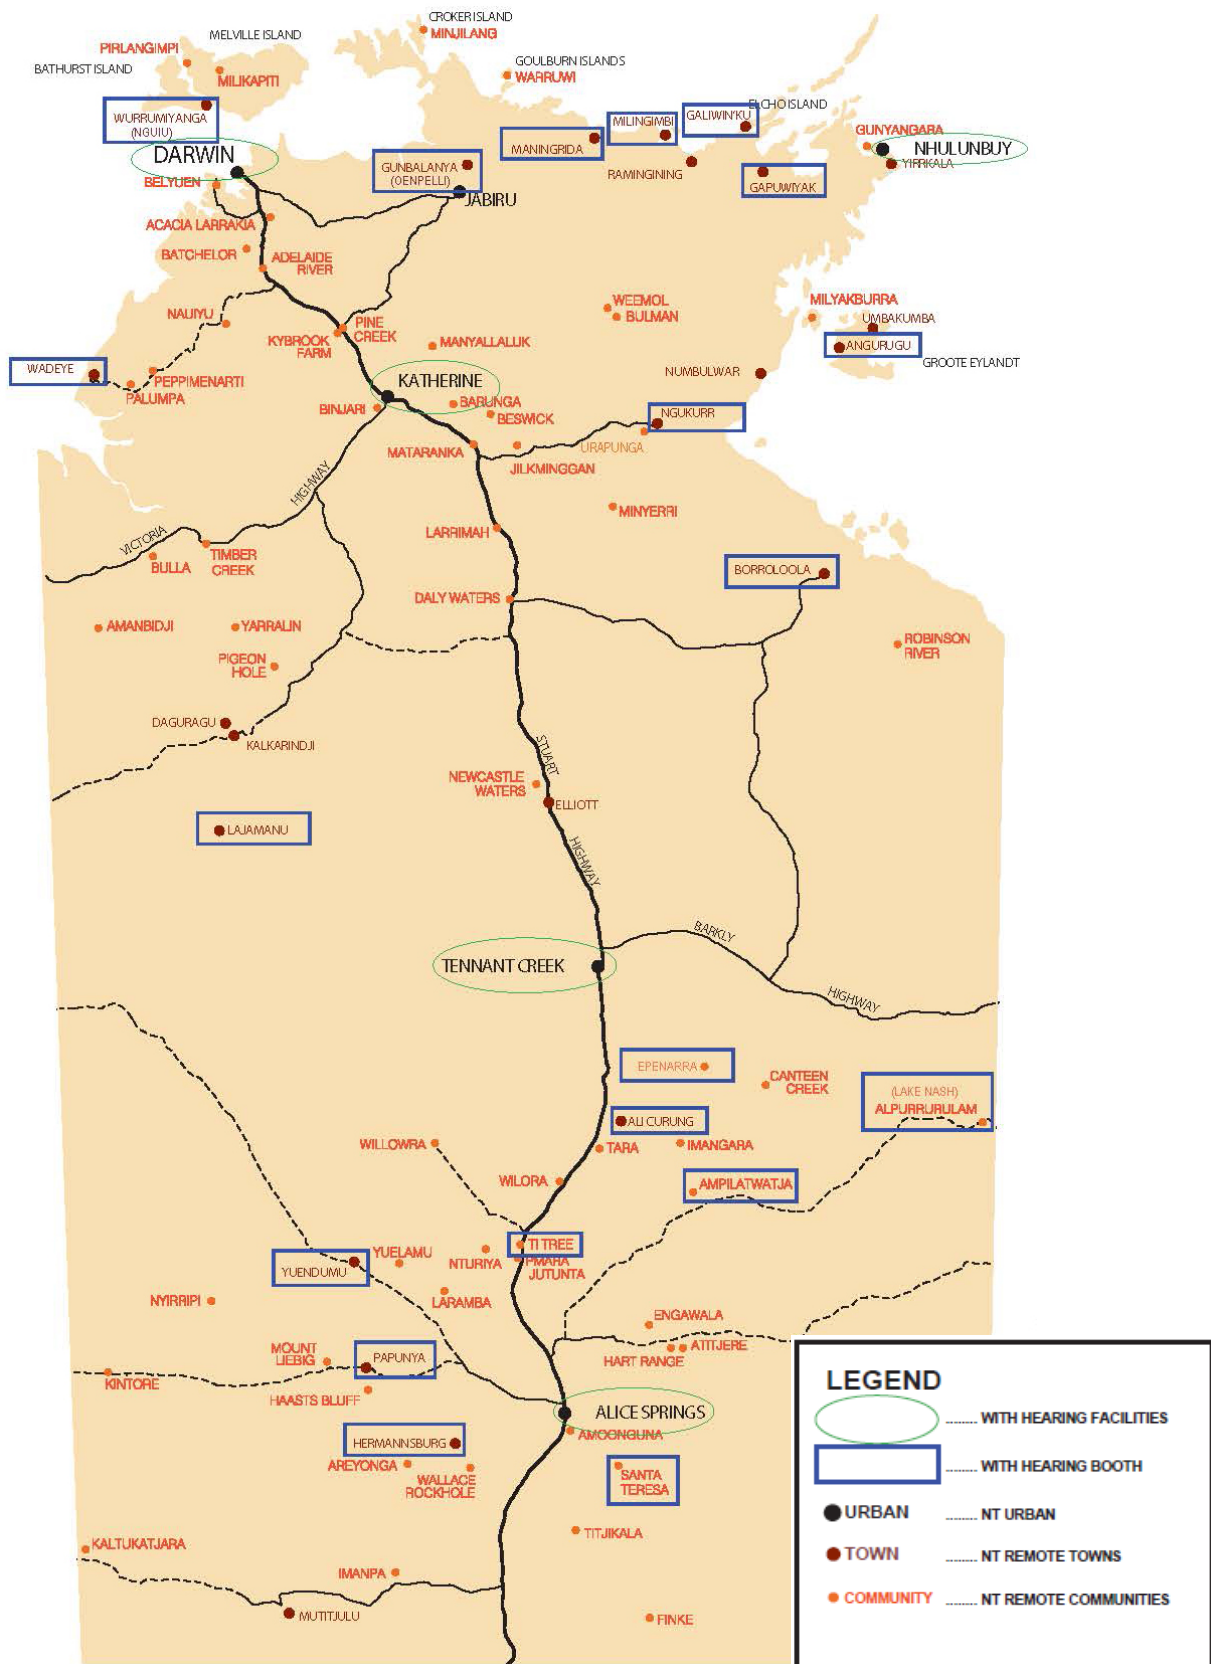 CROKER ISLAND
MINJILANG
MELVILLE ISLAND
PIRLANGIMPI
BATHURST ISLAND
MILIKAPITI
GOULBURN ISLANDS
WARRUWI
WURRUMIYANGA
(NGUIU)
MANINGRIDA
MILINGIMBI
GALIWIN'KU
ELCHO ISLAND
GUNYANGARA
NHULUNBUY
YIRRKALA
DARWIN
GUNBALANYA
(OENPELLI)
RAMINGINING
GAPUWIYAK
BELYUEN
JABIRU
ACACIA LARRAKIA
BATCHELOR
ADELAIDE
RIVER
NAUIYU
KYBROOK
FARM
PINE
CREEK
WEEMOL
BULMAN
MILYAKBURRA
UMBAKUMBA
ANGURUGU
GROOTE EYLANDT
MANYALLALUK
WADEYE
PEPPIMENARTI
PALUMPA
KATHERINE
NUMBULWAR
BINJARI
BARUNGA
BESWICK
NGUKURR
URAPUNGA
MATARANKA
JILKMINGGAN
HIGHWAY
VICTORIA
MINYERRI
LARRIMAH
BULLA
TIMBER
CREEK
BORROLOOLA
DALY WATERS
AMANBIDJI
YARRALIN
ROBINSON
RIVER
PIGEON
HOLE
DAGURAGU
KALKARINDJI
STUART
NEWCASTLE
WATERS
ELLIOTT
LAJAMANU
HIGHWAY
BARKLY
HIGHWAY
TENNANT CREEK
EPENARRA
CANTEEN
CREEK
(LAKE NASH)
ALPURRURULAM
ALI CURUNG
WILLOWRA
TARA
IMANGARA
WILORA
AMPILATWATJA
TI TREE
PMARA
JUTUNTA
NTURIYA
YUELAMU
YUENDUMU
LARAMBA
NYIRRIPI
ENGAWALA
HART RANGE
ATITJERE
MOUNT
LIEBIG
PAPUNYA
KINTORE
HAASTS BLUFF
ALICE SPRINGS
AMOONGUNA
HERMANNSBURG
AREYONGA
WALLACE
ROCKHOLE
SANTA
TERESA
TITJIKALA
KALTUKATJARA
IMANPA
MUTITJULU
FINKE
LEGEND
........ WITH HEARING FACILITIES
........ WITH HEARING BOOTH
URBAN ........ NT URBAN
TOWN ........ NT REMOTE TOWNS
COMMUNITY ........ NT REMOTE COMMUNITIES